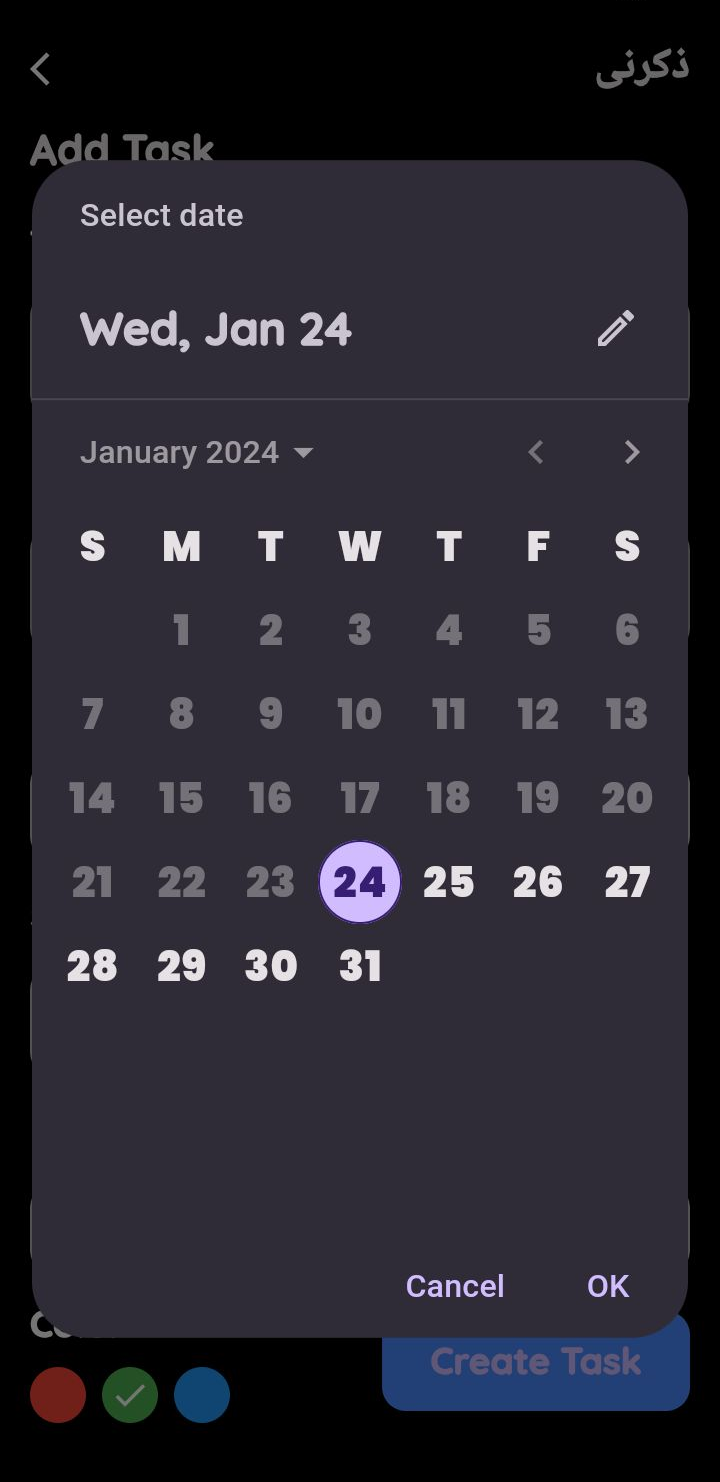 ذكرني
Add Task
Select date
Wed, Jan 24
January 2024
S M T W T F S
1 2 3 4 5 6
7 8 9 10 11 12 13
14 15 16 17 18 19 20
21 22 23 24 25 26 27
28 29 30 31
Cancel OK
Create Task